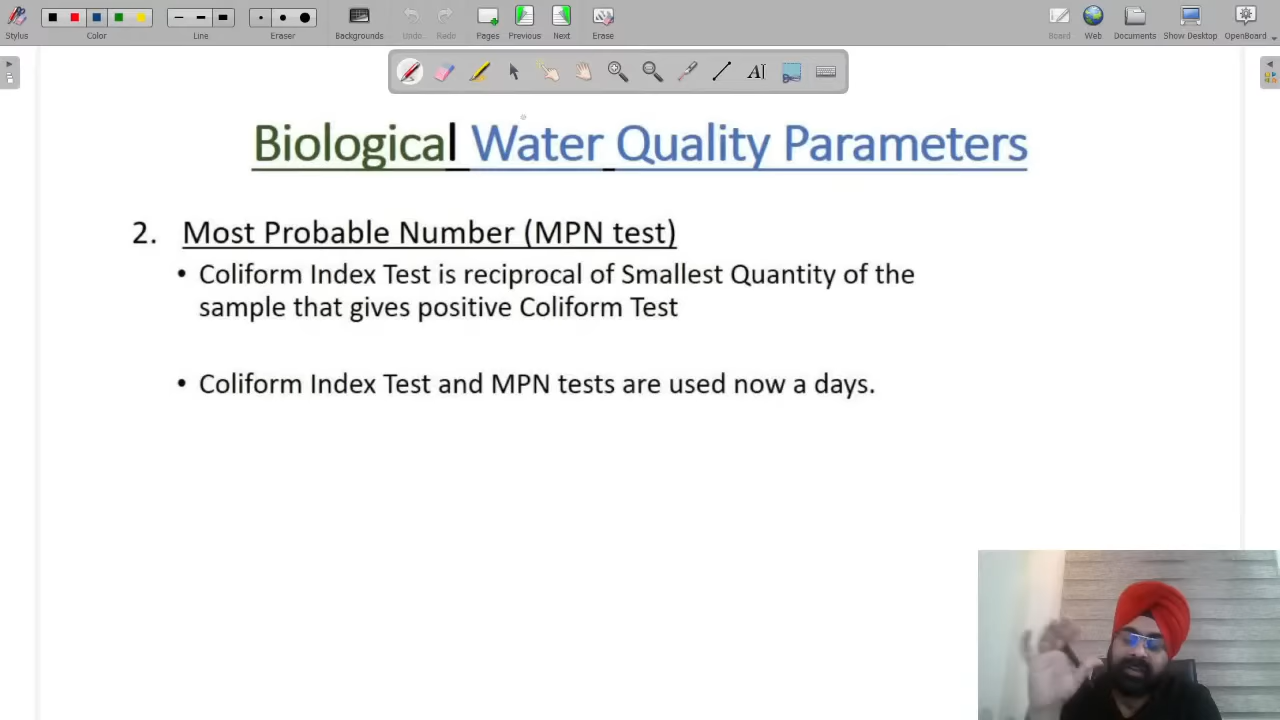 Stylus
Color
Line
Eraser
Backgrounds
Undo
Redo
Pages
Previous
Next
Erase
Board
Web
Documents
Show Desktop
OpenBoard
Biological Water Quality Parameters
2. Most Probable Number (MPN test)
• Coliform Index Test is reciprocal of Smallest Quantity of the
sample that gives positive Coliform Test
• Coliform Index Test and MPN tests are used now a days.